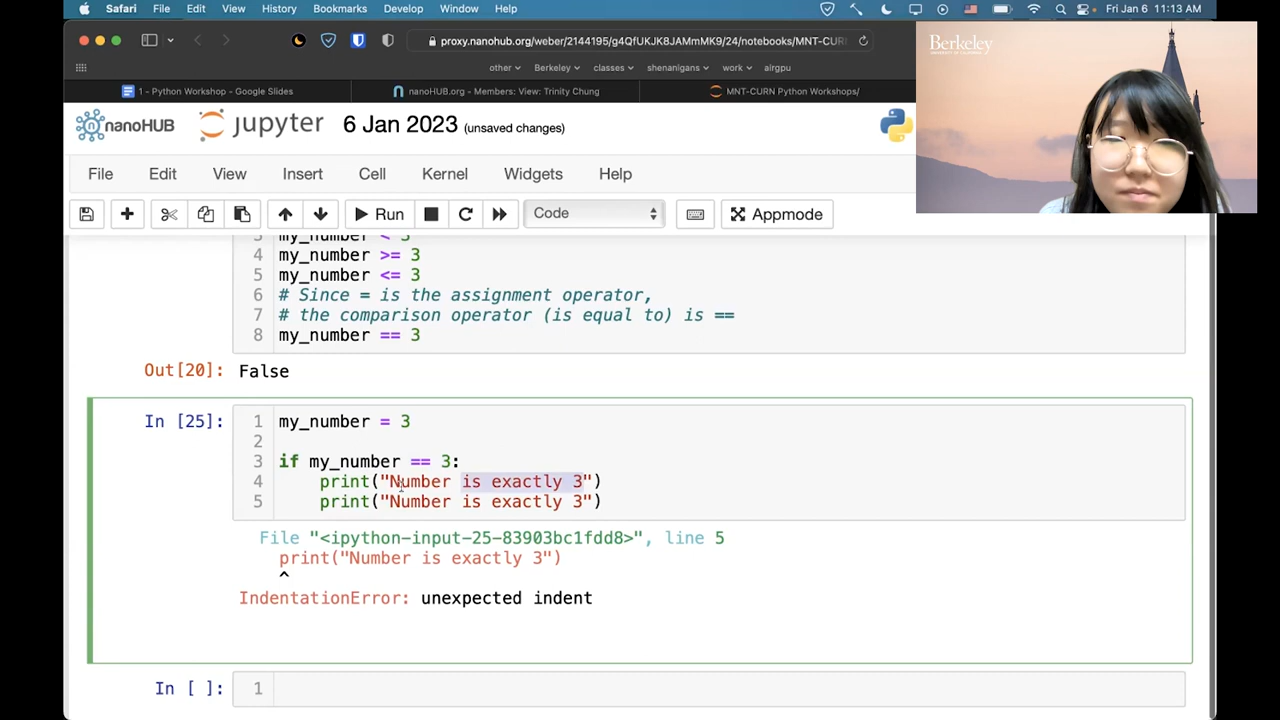 Safari File Edit View History Bookmarks Develop Window Help Fri Jan 6 11:13 AM
proxy.nanohub.org/weber/2144195/g4QfUKJK8JAMmMK9/24/notebooks/MNT-CURN
other Berkeley classes shenanigans work airgpu
1 - Python Workshop - Google Slides nanoHUB.org - Members: View: Trinity Chung MNT-CURN Python Workshops/
Berkeley
nanoHUB jupyter 6 Jan 2023 (unsaved changes)
File Edit View Insert Cell Kernel Widgets Help
Run Code Appmode
3 my_number < 3
4 my_number >= 3
5 my_number <= 3
6 # Since = is the assignment operator,
7 # the comparison operator (is equal to) is ==
8 my_number == 3
Out[20]: False
In [25]: 1 my_number = 3
2
3 if my_number == 3:
4 print("Number is exactly 3")
5 print("Number is exactly 3")
File "<ipython-input-25-83903bc1fdd8>", line 5
print("Number is exactly 3")
^
IndentationError: unexpected indent
In [ ]: 1